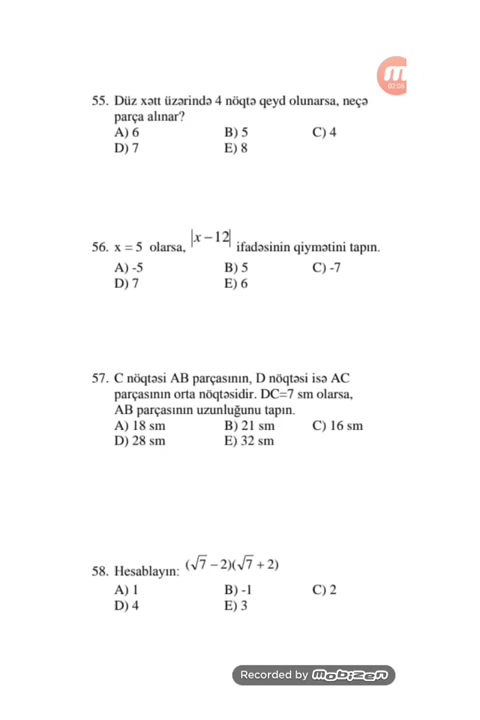 02:08
55. Düz xətt üzərində 4 nöqtə qeyd olunarsa, neçə
parça alınar?
A) 6 B) 5 C) 4
D) 7 E) 8
56. x = 5 olarsa, |x − 12| ifadəsinin qiymətini tapın.
A) -5 B) 5 C) -7
D) 7 E) 6
57. C nöqtəsi AB parçasının, D nöqtəsi isə AC
parçasının orta nöqtəsidir. DC=7 sm olarsa,
AB parçasının uzunluğunu tapın.
A) 18 sm B) 21 sm C) 16 sm
D) 28 sm E) 32 sm
58. Hesablayın: (√7 − 2)(√7 + 2)
A) 1 B) -1 C) 2
D) 4 E) 3
Recorded by mobizen